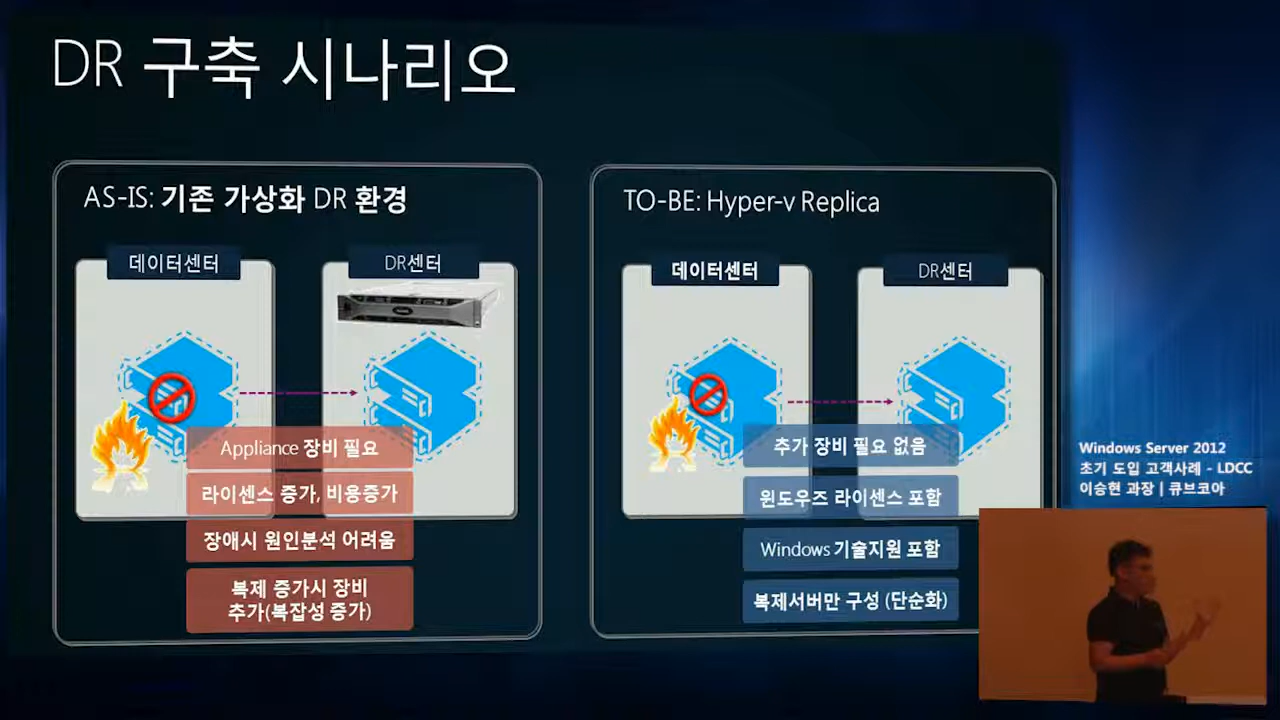 DR 구축 시나리오
AS-IS: 기존 가상화 DR 환경
데이터센터
DR센터
Appliance 장비 필요
라이센스 증가, 비용증가
장애시 원인분석 어려움
복제 증가시 장비
추가(복잡성 증가)
TO-BE: Hyper-v Replica
데이터센터
DR센터
추가 장비 필요 없음
윈도우즈 라이센스 포함
Windows 기술지원 포함
복제서버만 구성 (단순화)
Windows Server 2012
초기 도입 고객사례 - LDCC
이승현 과장 | 큐브코아